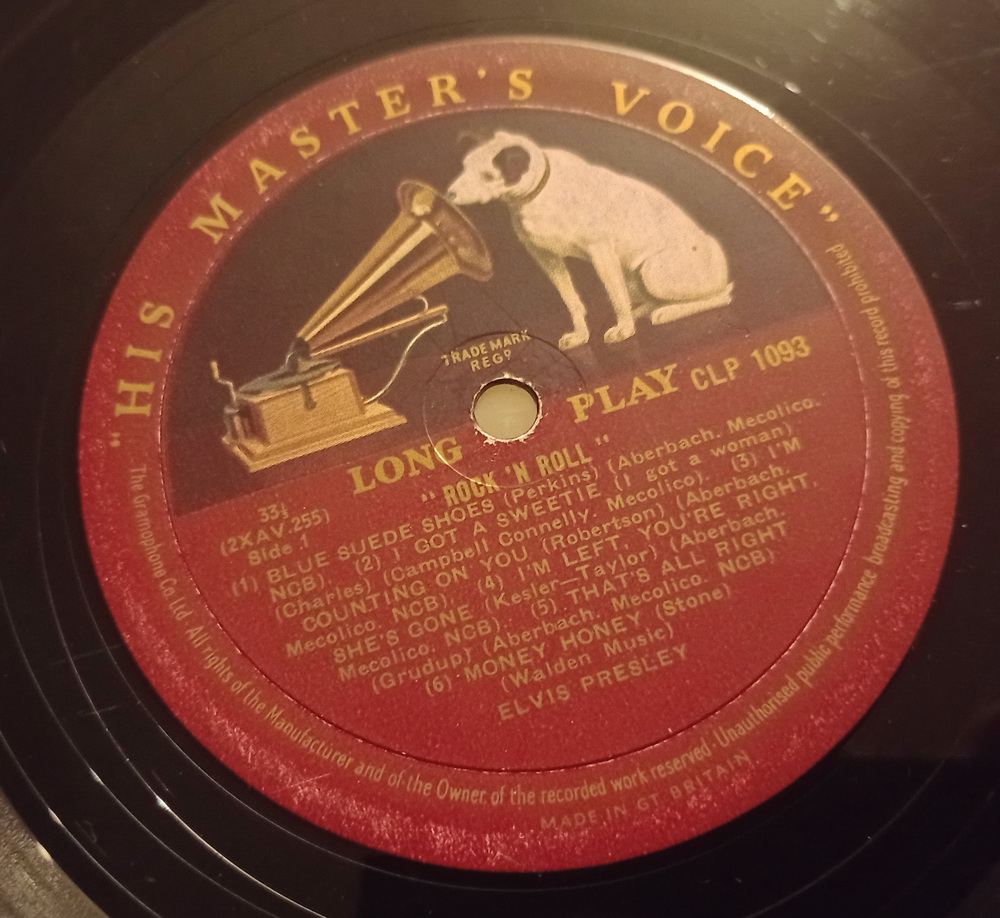 "HIS MASTER'S VOICE"
TRADE MARK
REGD
LONG PLAY CLP 1093
"ROCK 'N ROLL"
33⅓
(2XAV.255)
Side 1
(1) BLUE SUEDE SHOES (Perkins) (Aberbach. Mecolico.
NCB). (2) I GOT A SWEETIE (I got a woman)
(Charles) (Campbell Connelly. Mecolico). (3) I'M
COUNTING ON YOU (Robertson) (Aberbach.
Mecolico. NCB). (4) I'M LEFT, YOU'RE RIGHT,
SHE'S GONE (Kesler—Taylor) (Aberbach.
Mecolico. NCB). (5) THAT'S ALL RIGHT
(Crudup) (Aberbach. Mecolico. NCB)
(6) MONEY HONEY (Stone)
(Walden Music)
ELVIS PRESLEY
The Gramophone Co Ltd. All rights of the Manufacturer and of the Owner of the recorded work reserved. Unauthorised public performance broadcasting and copying of this record prohibited
MADE IN GT. BRITAIN